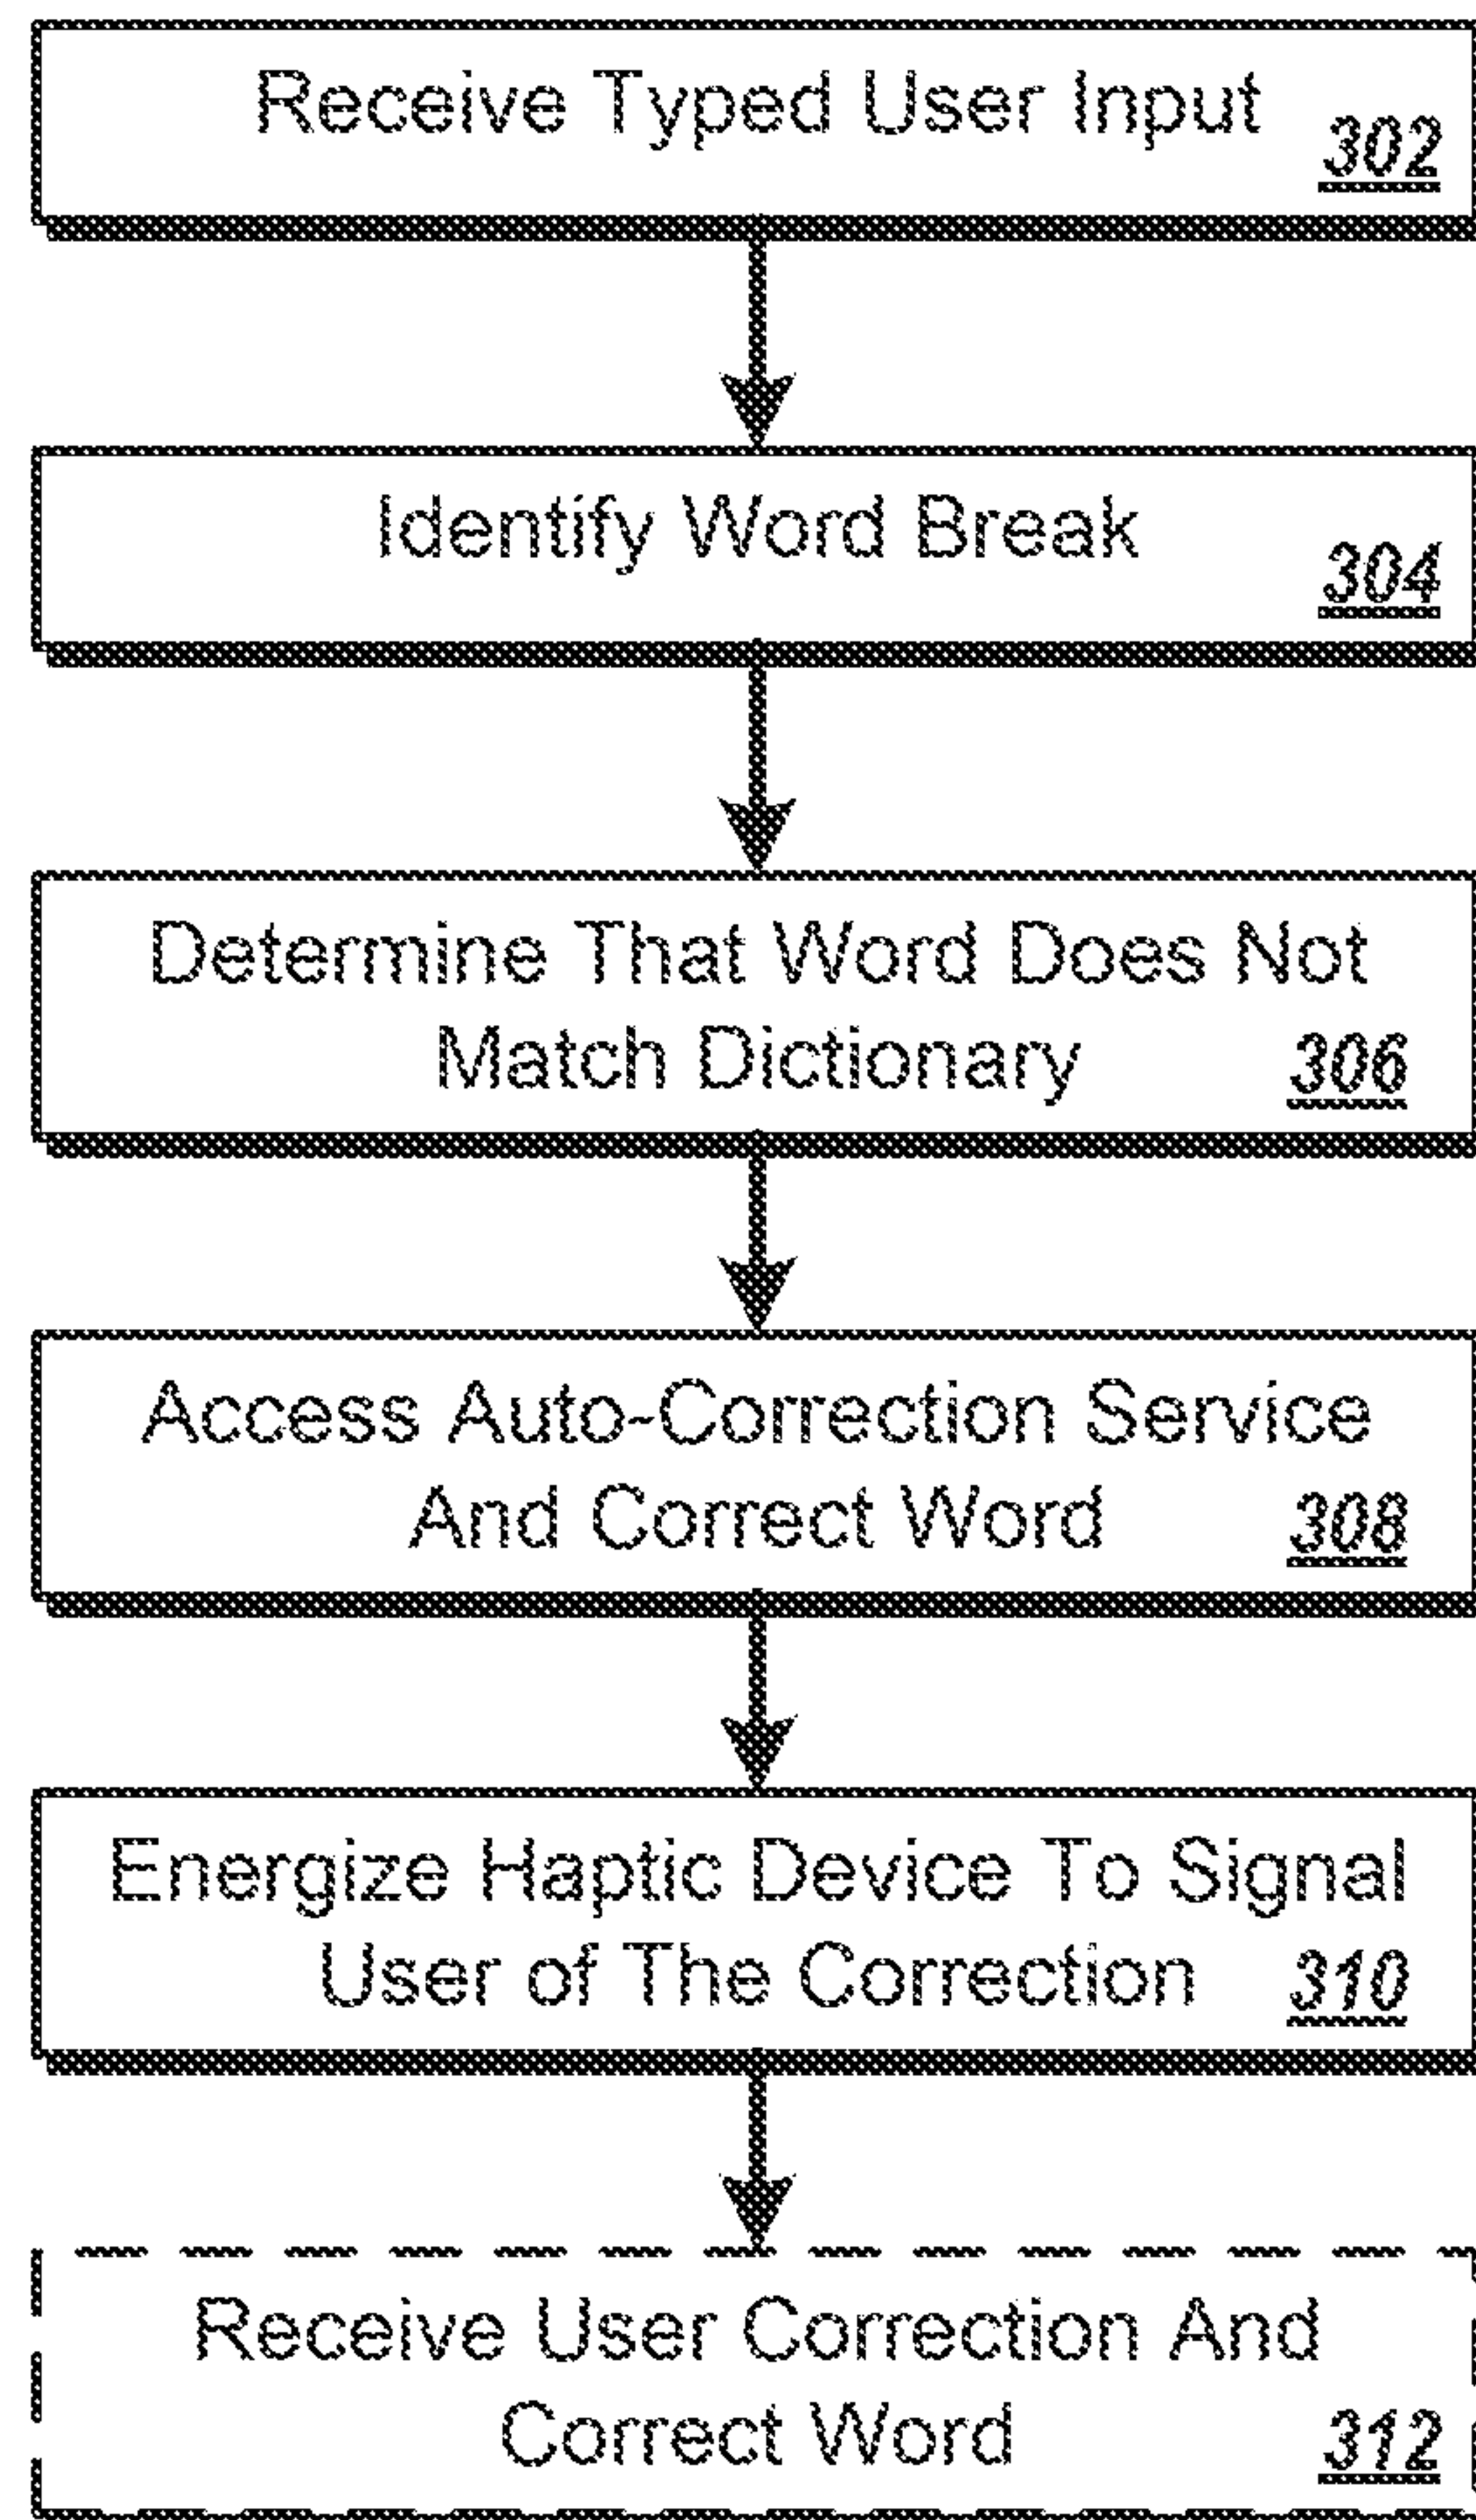 Receive Typed User Input
302
Identify Word Break
304
Determine That Word Does Not
Match Dictionary 306
Access Auto-Correction Service
And Correct Word 308
Energize Haptic Device To Signal
User of The Correction 310
Receive User Correction And
Correct Word 312